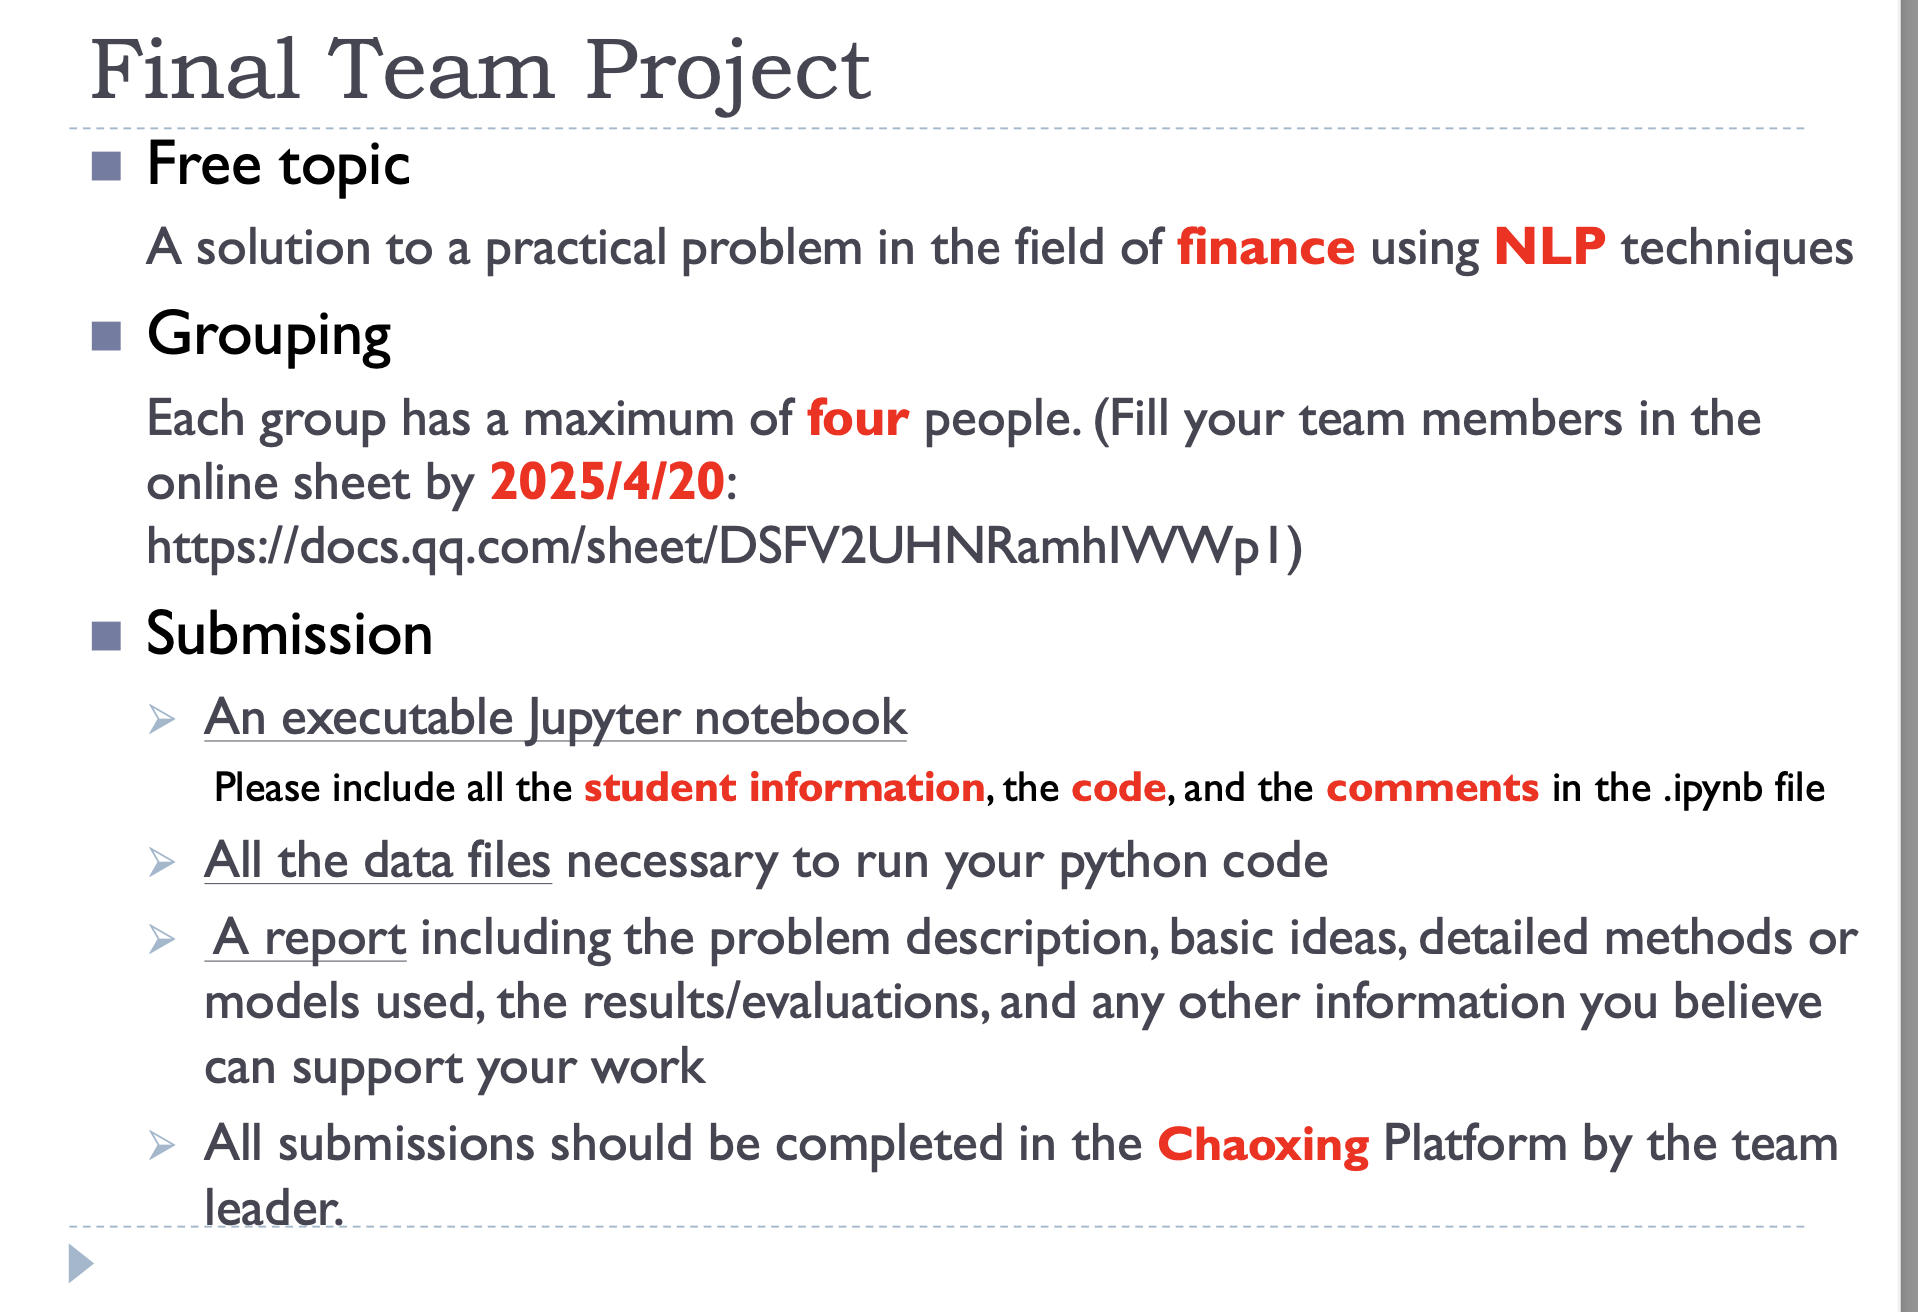 Final Team Project
Free topic
A solution to a practical problem in the field of finance using NLP techniques
Grouping
Each group has a maximum of four people. (Fill your team members in the
online sheet by 2025/4/20:
https://docs.qq.com/sheet/DSFV2UHNRamhIWWp1)
Submission
An executable Jupyter notebook
Please include all the student information, the code, and the comments in the .ipynb file
All the data files necessary to run your python code
A report including the problem description, basic ideas, detailed methods or
models used, the results/evaluations, and any other information you believe
can support your work
All submissions should be completed in the Chaoxing Platform by the team
leader.